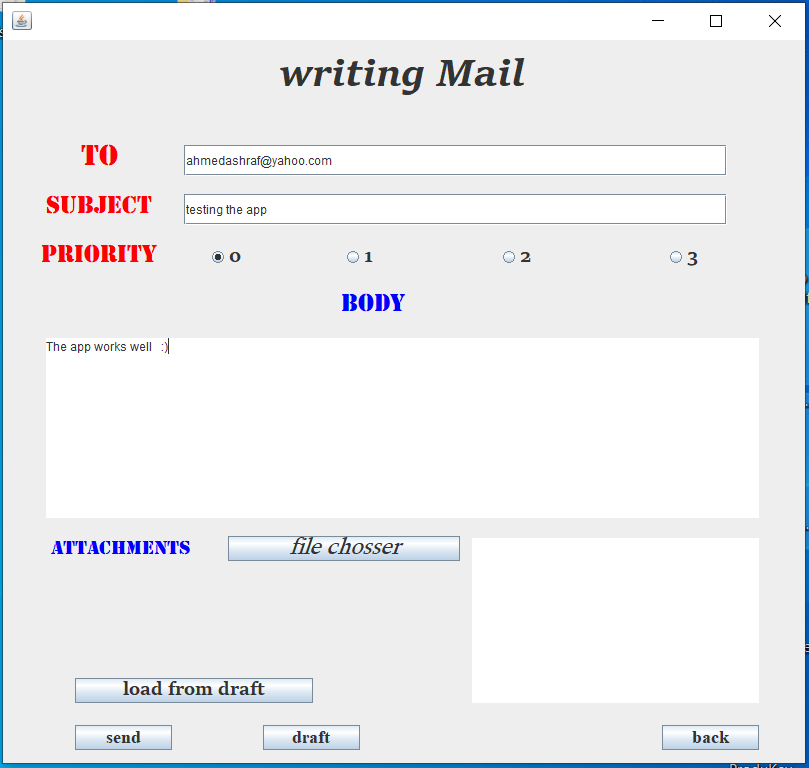 writing Mail
TO ahmedashraf@yahoo.com
SUBJECT testing the app
PRIORITY 0 1 2 3
BODY
The app works well :)
ATTACHMENTS file chosser
load from draft
send draft back